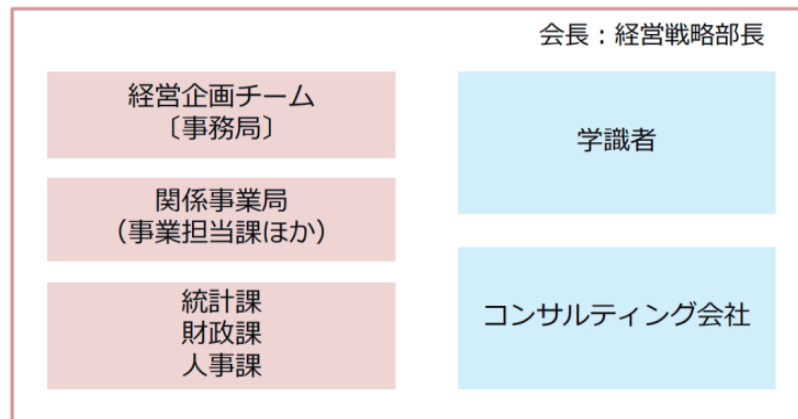 会長：経営戦略部長
経営企画チーム
〔事務局〕
関係事業局
（事業担当課ほか）
統計課
財政課
人事課
学識者
コンサルティング会社